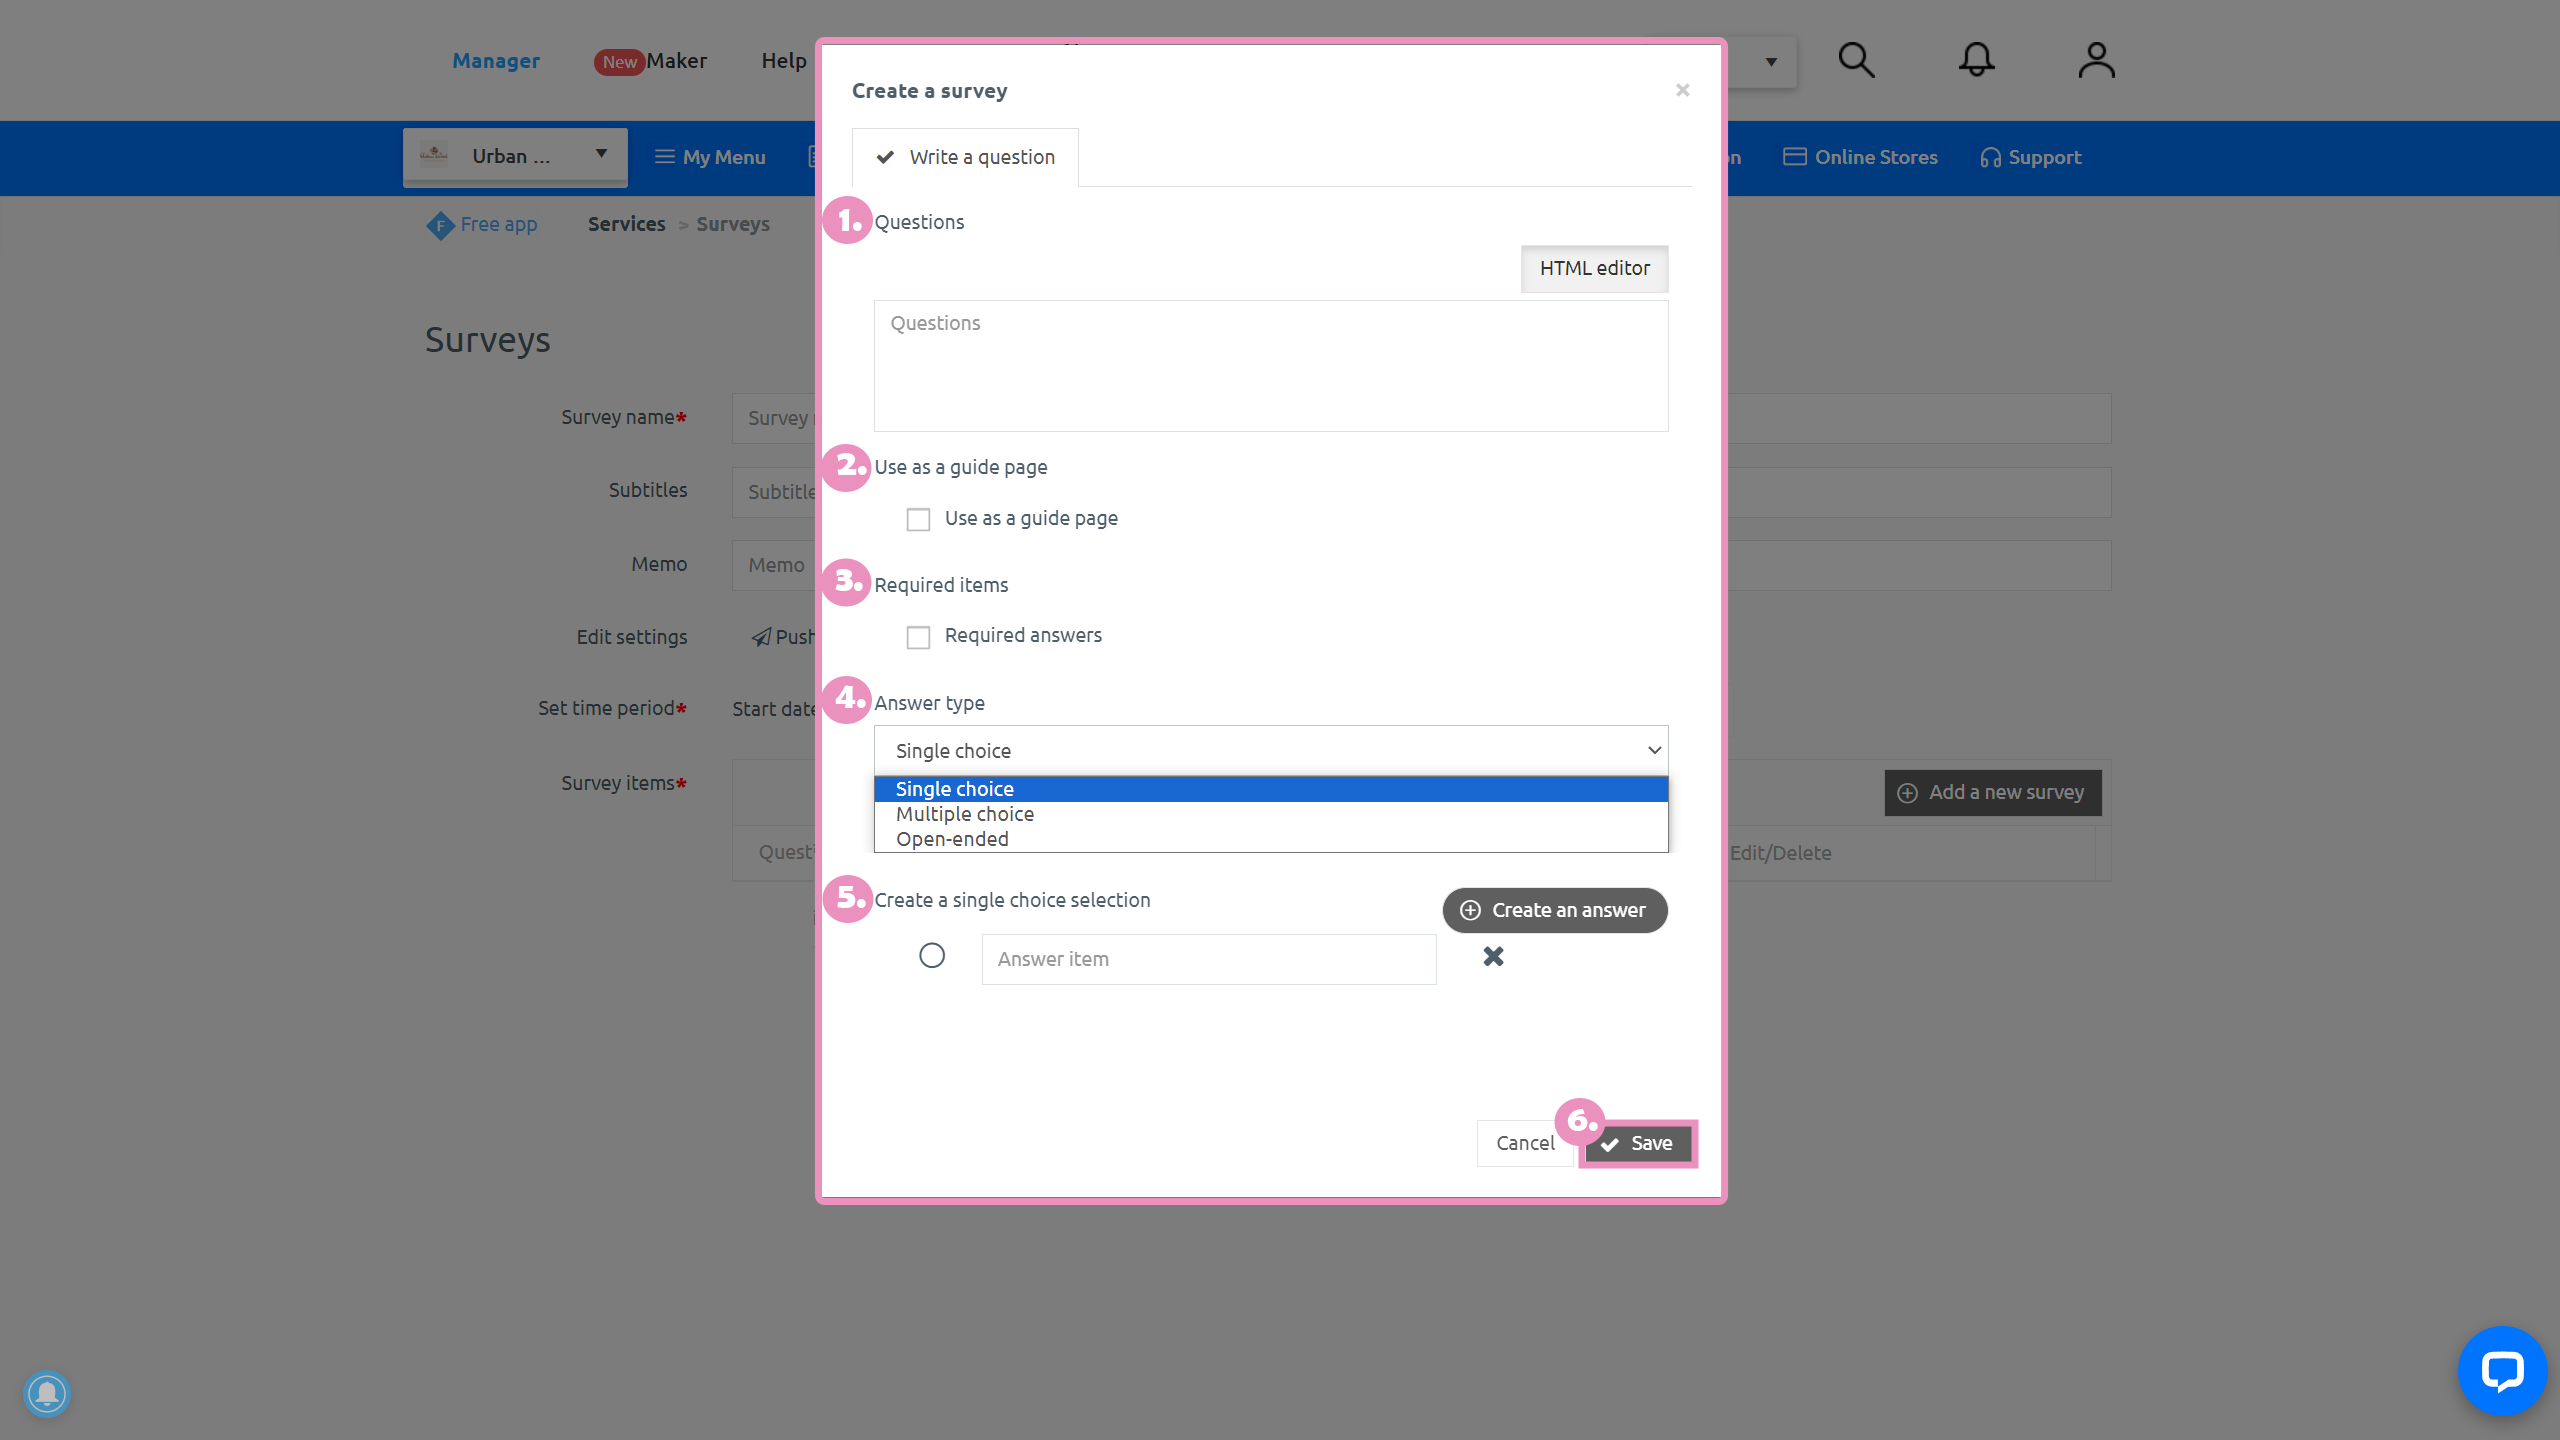 Manager
New Maker
Help
Urban ...
My Menu
Online Stores
Support
F Free app
Services > Surveys
Surveys
Survey name*
Survey
Subtitles
Memo
Memo
Edit settings
Push
Set time period*
Start date
Survey items*
Add a new survey
Edit/Delete
Create a survey
×
Write a question
1. Questions
HTML editor
Questions
2. Use as a guide page
Use as a guide page
3. Required items
Required answers
4. Answer type
Single choice
Single choice
Multiple choice
Open-ended
5. Create a single choice selection
Create an answer
Answer item
Cancel
6. Save